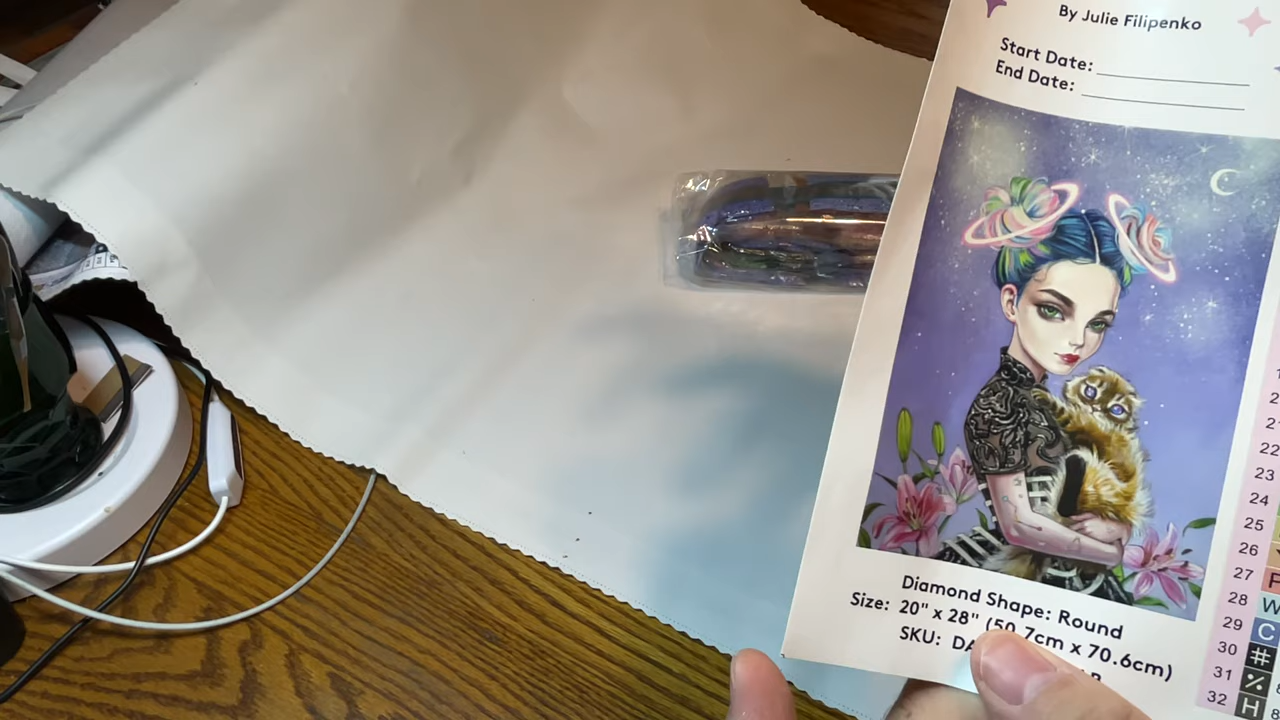 By Julie Filipenko
Start Date:
End Date:
Diamond Shape: Round
Size: 20" x 28" (50.7cm x 70.6cm)
SKU: DA
22
23
24
25
26
27
28 W
29 C
30 #
31 ٪
32 H